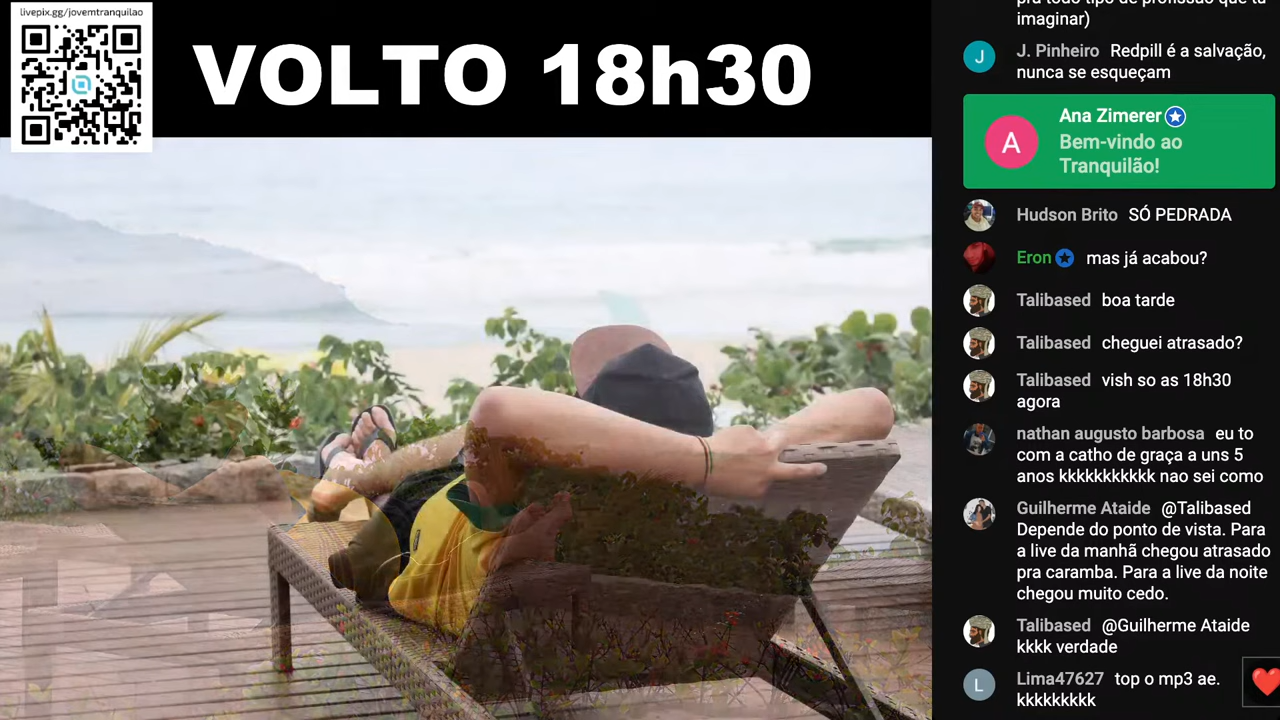 livepix.gg/jovemtranquilao
VOLTO 18h30
pra todo tipo de profissão que tu
imaginar)
J
J. Pinheiro Redpill é a salvação,
nunca se esqueçam
A
Ana Zimerer
Bem-vindo ao
Tranquilão!
Hudson Brito SÓ PEDRADA
Eron mas já acabou?
Talibased boa tarde
Talibased cheguei atrasado?
Talibased vish so as 18h30
agora
nathan augusto barbosa eu to
com a catho de graça a uns 5
anos kkkkkkkkkkk nao sei como
Guilherme Ataide @Talibased
Depende do ponto de vista. Para
a live da manhã chegou atrasado
pra caramba. Para a live da noite
chegou muito cedo.
Talibased @Guilherme Ataide
kkkk verdade
L
Lima47627 top o mp3 ae.
kkkkkkkkk